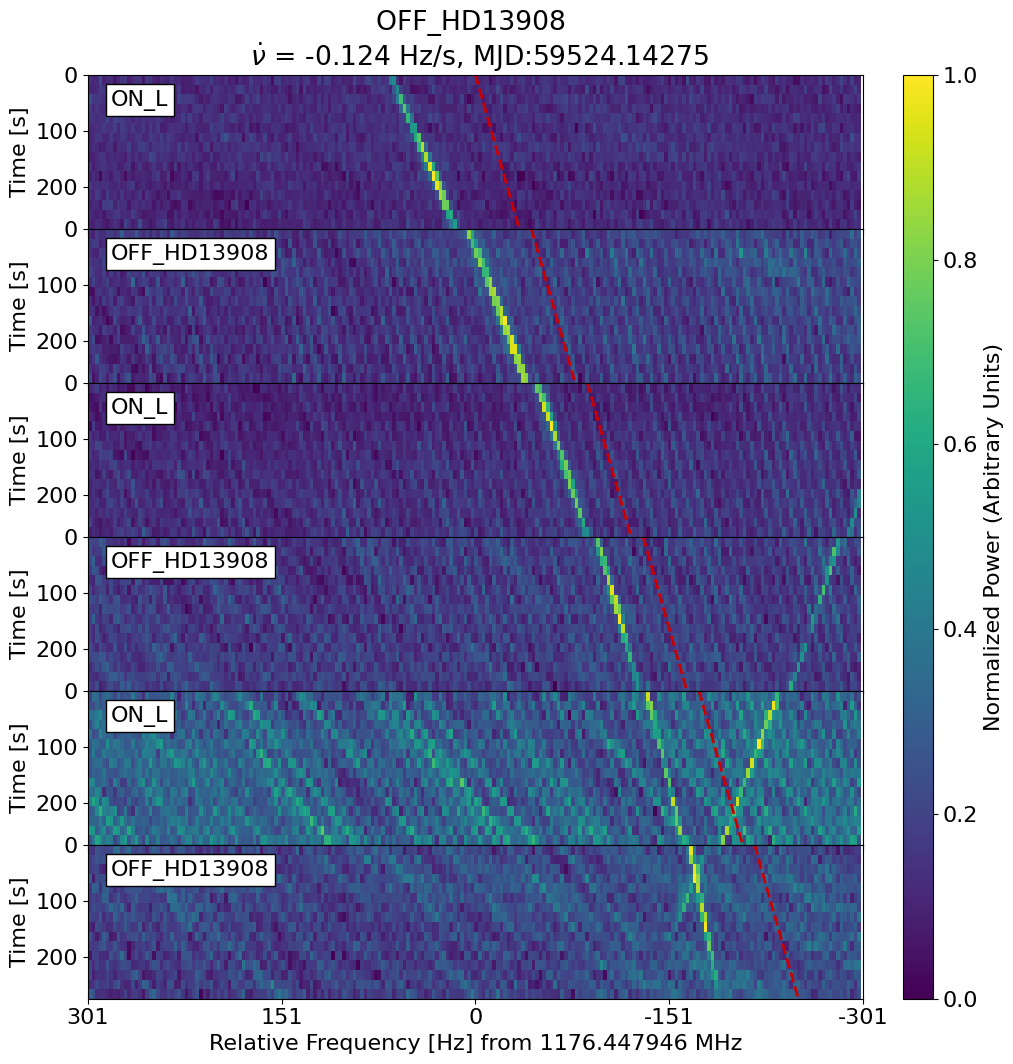 OFF_HD13908
ν̇ = -0.124 Hz/s, MJD:59524.14275
0
100
200
Time [s]
ON_L
0
100
200
Time [s]
OFF_HD13908
0
100
200
Time [s]
ON_L
0
100
200
Time [s]
OFF_HD13908
0
100
200
Time [s]
ON_L
0
100
200
Time [s]
OFF_HD13908
301 151 0 -151 -301
Relative Frequency [Hz] from 1176.447946 MHz
1.0
0.8
0.6
0.4
0.2
0.0
Normalized Power (Arbitrary Units)